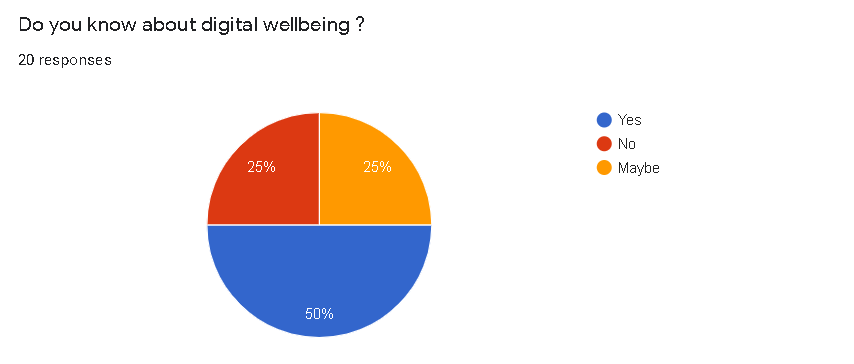 Do you know about digital wellbeing ?
20 responses
Yes
No
Maybe
25%
25%
50%